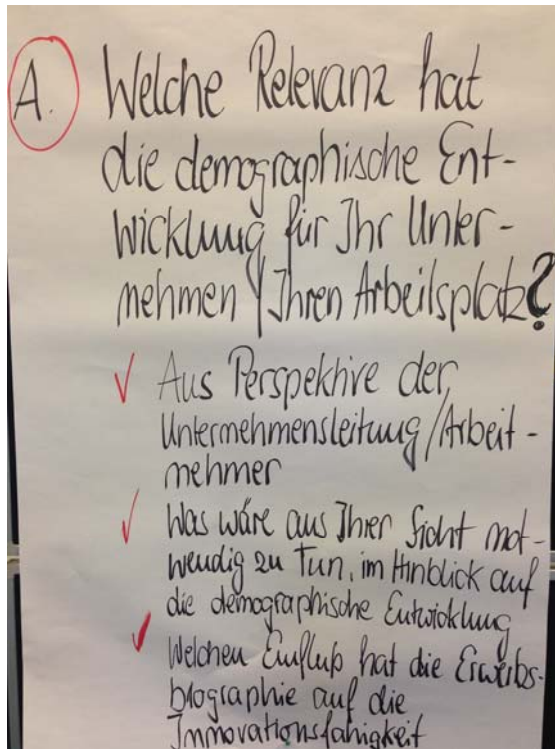 A. Welche Relevanz hat
die demographische Ent-
wicklung für Ihr Unter-
nehmen / Ihren Arbeitsplatz?
✓ Aus Perspektive der
Unternehmensleitung/Arbeit-
nehmer
✓ Was wäre aus Ihrer Sicht not-
wendig zu Tun, im Hinblick auf
die demographische Entwicklung
✓ Welchen Einfluß hat die Erwerbs-
biographie auf die
Innovationsfähigkeit